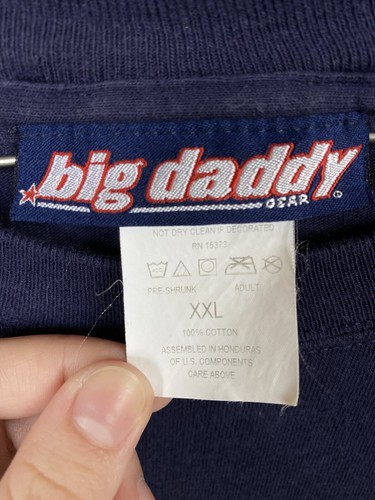 big daddy
GEAR ®
NOT DRY CLEAN IF DECORATED
RN 15373
PRE-SHRUNK ADULT
XXL
100% COTTON
ASSEMBLED IN HONDURAS
OF U.S. COMPONENTS
CARE ABOVE